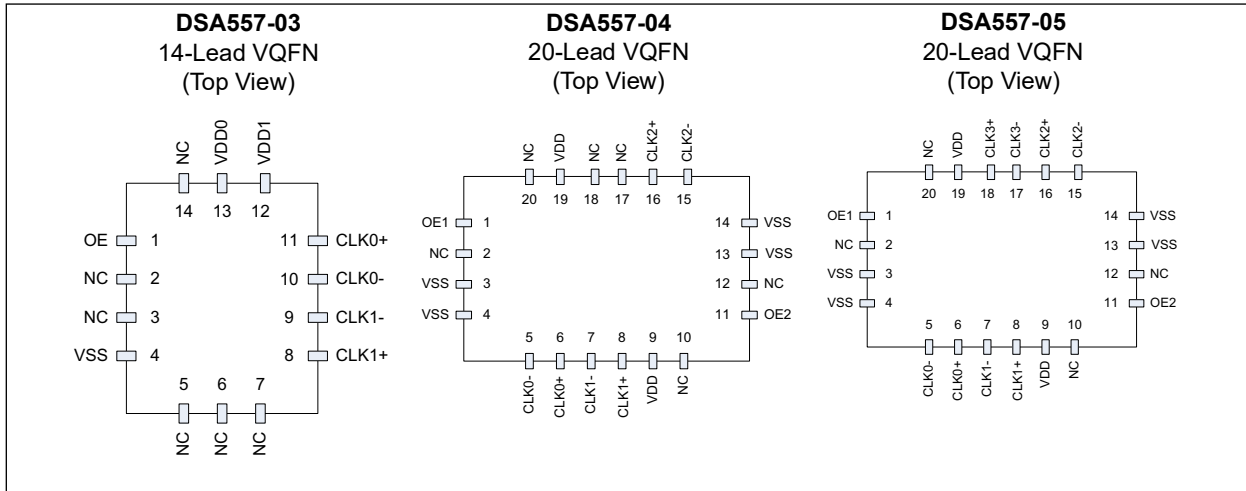 DSA557-03
14-Lead VQFN
(Top View)
NC
VDD0
VDD1
14 13 12
OE 1
NC 2
NC 3
VSS 4
11 CLK0+
10 CLK0-
9 CLK1-
8 CLK1+
5 6 7
NC
NC
NC
DSA557-04
20-Lead VQFN
(Top View)
NC
VDD
NC
NC
CLK2+
CLK2-
20 19 18 17 16 15
OE1 1
NC 2
VSS 3
VSS 4
14 VSS
13 VSS
12 NC
11 OE2
5 6 7 8 9 10
CLK0-
CLK0+
CLK1-
CLK1+
VDD
NC
DSA557-05
20-Lead VQFN
(Top View)
NC
VDD
CLK3+
CLK3-
CLK2+
CLK2-
20 19 18 17 16 15
OE1 1
NC 2
VSS 3
VSS 4
14 VSS
13 VSS
12 NC
11 OE2
5 6 7 8 9 10
CLK0-
CLK0+
CLK1-
CLK1+
VDD
NC